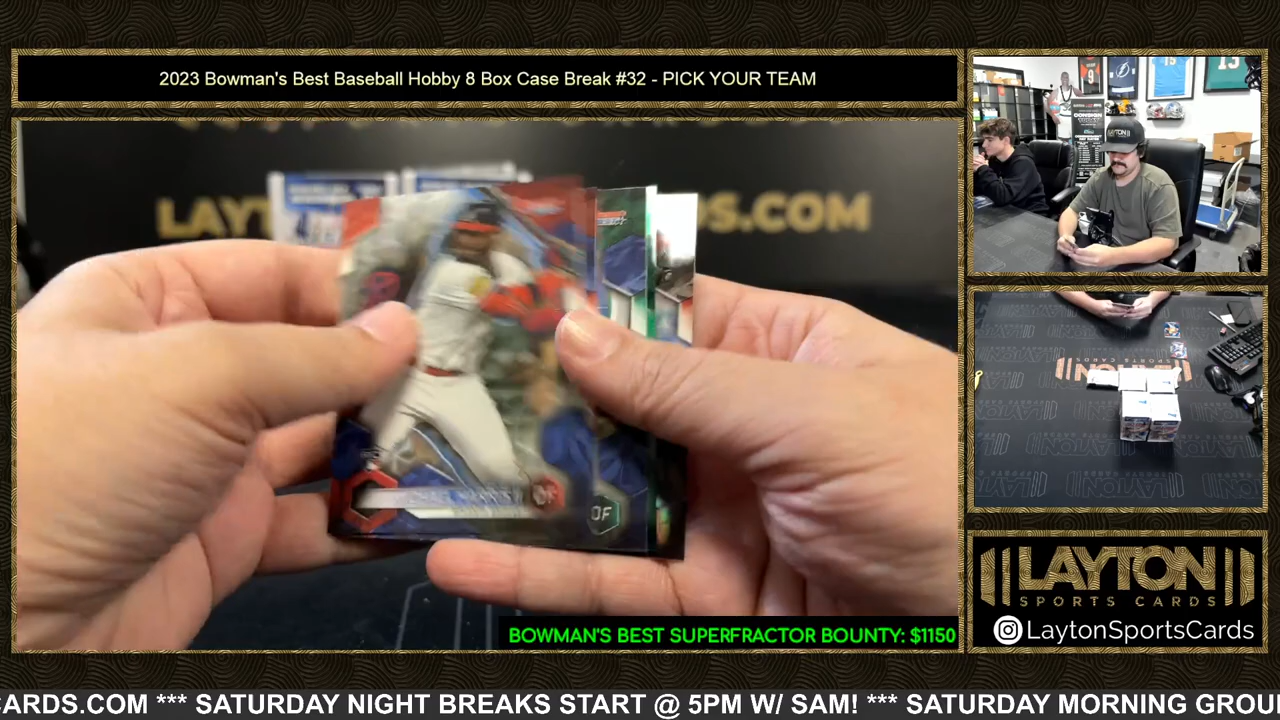 2023 Bowman's Best Baseball Hobby 8 Box Case Break #32 - PICK YOUR TEAM
OF
OF
BOWMAN'S BEST SUPERFRACTOR BOUNTY: $1150
LAYTON
SPORTS CARDS
LaytonSportsCards
CARDS.COM *** SATURDAY NIGHT BREAKS START @ 5PM W/ SAM! *** SATURDAY MORNING GROU